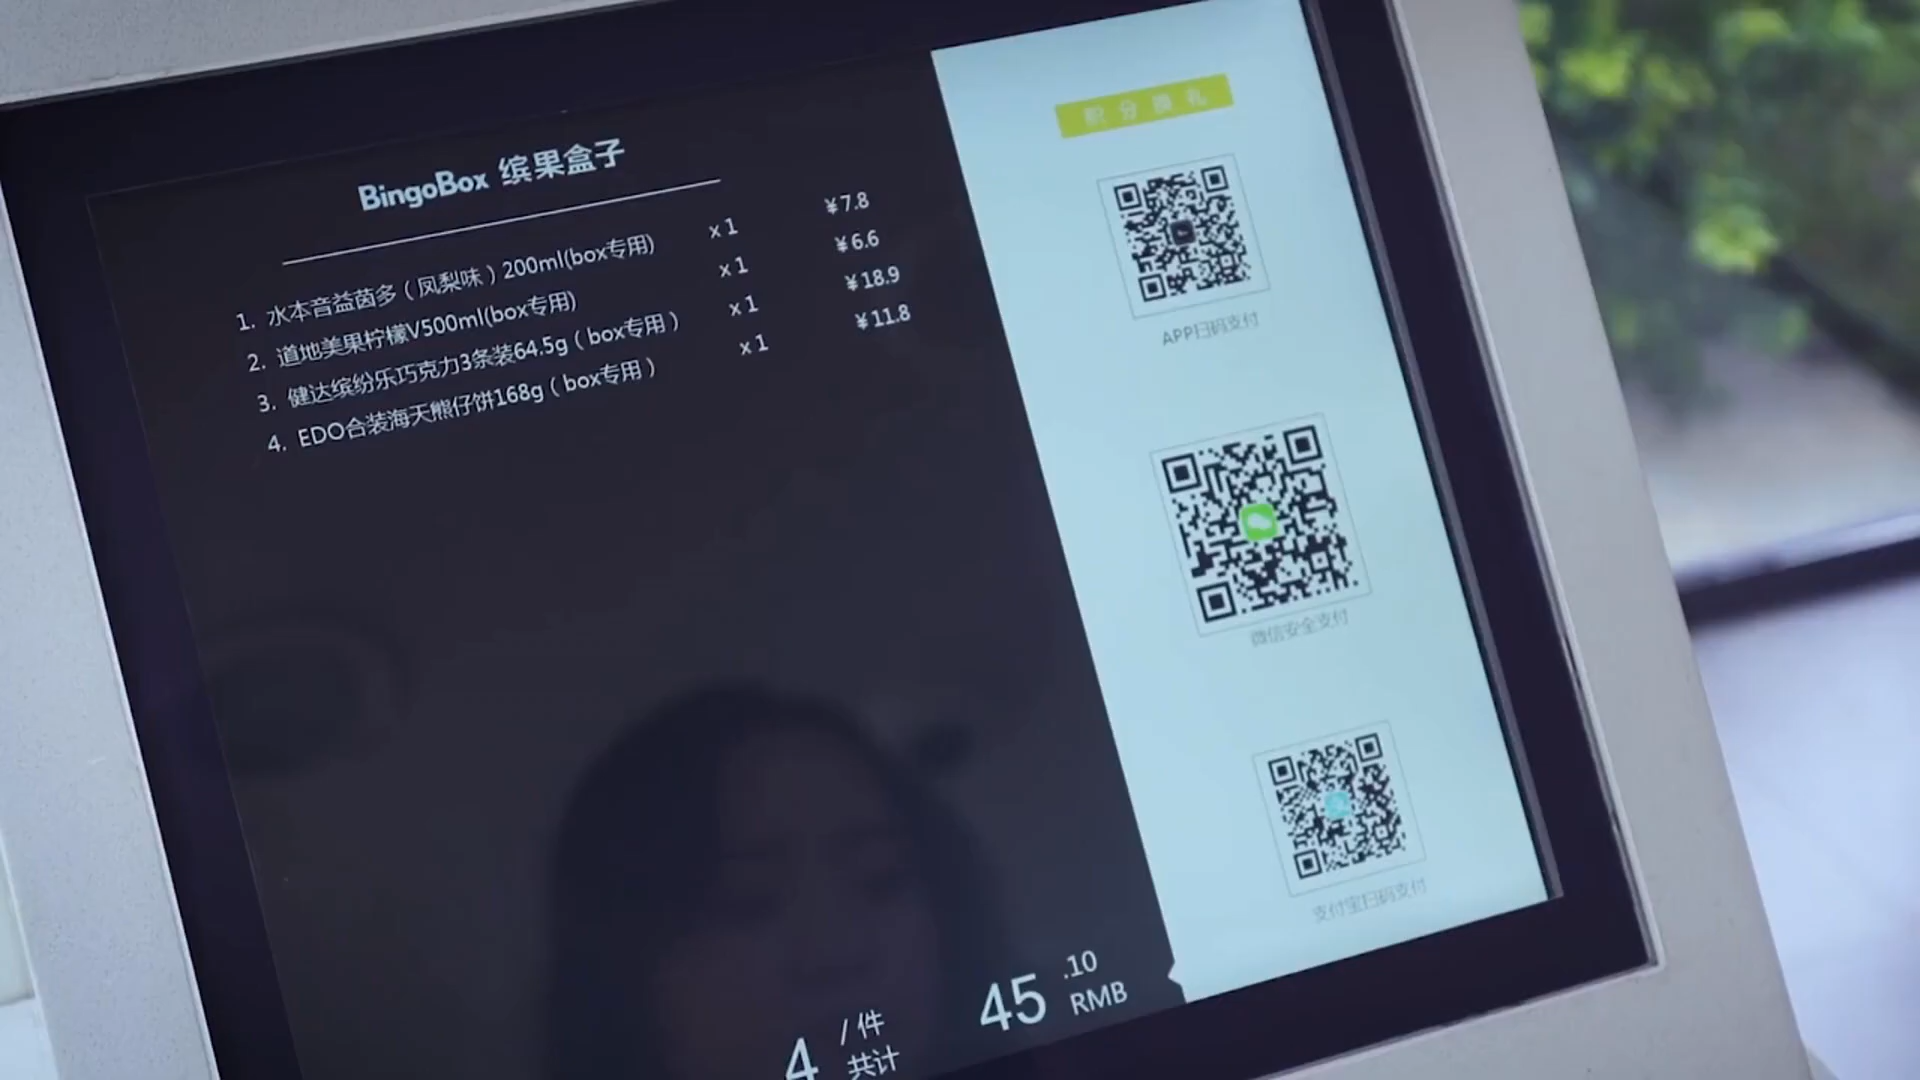 BingoBox 缤果盒子
1. 水本音益茵多（凤梨味）200ml(box专用) x 1 ￥7.8
2. 道地美果柠檬V500ml(box专用) x 1 ￥6.6
3. 健达缤纷乐巧克力3条装64.5g（box专用） x 1 ￥18.9
4. EDO合装海天熊仔饼168g（box专用） x 1 ￥11.8
4 /件 共计
45 .10 RMB
积分换礼
APP扫码支付
微信安全支付
支付宝扫码支付